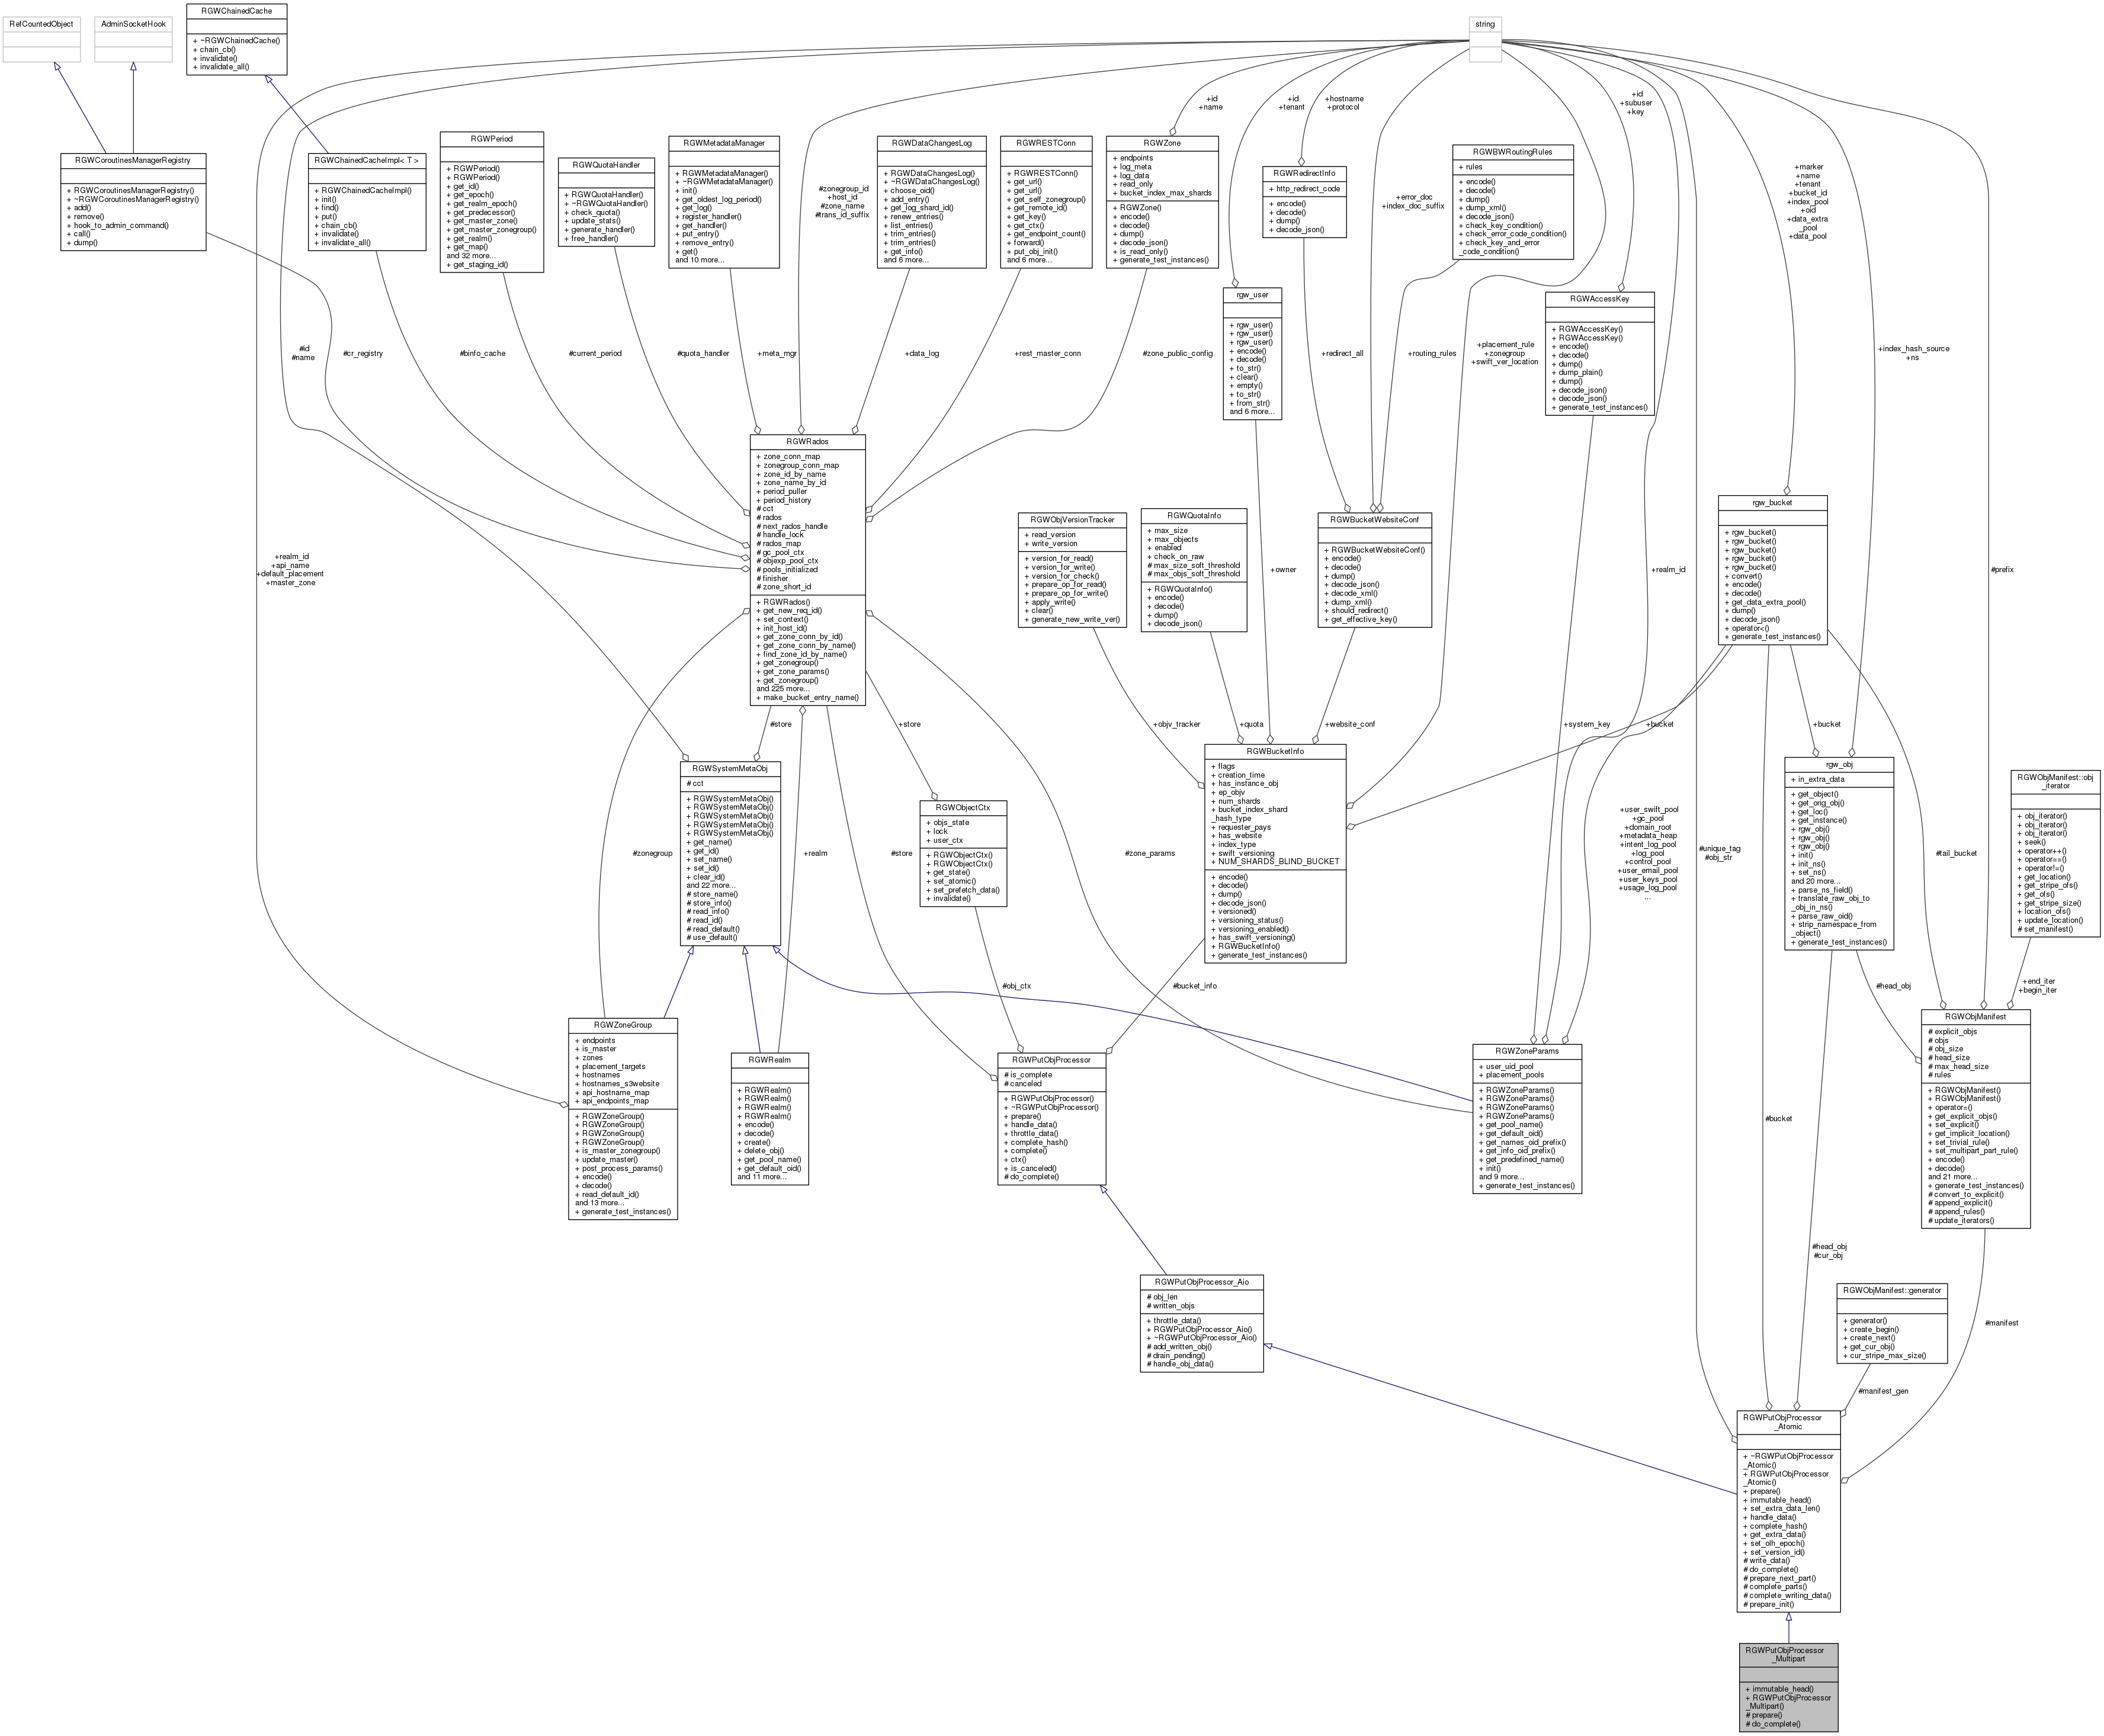 RefCountedObject
AdminSocketHook
RGWChainedCache
+ ~RGWChainedCache()
+ chain_cb()
+ invalidate()
+ invalidate_all()
string
+id
+name
+id
+tenant
+hostname
+protocol
+id
+subuser
+key
RGWCoroutinesManagerRegistry
+ RGWCoroutinesManagerRegistry()
+ ~RGWCoroutinesManagerRegistry()
+ add()
+ remove()
+ hook_to_admin_command()
+ call()
+ dump()
RGWChainedCacheImpl< T >
+ RGWChainedCacheImpl()
+ init()
+ find()
+ put()
+ chain_cb()
+ invalidate()
+ invalidate_all()
RGWPeriod
+ RGWPeriod()
+ RGWPeriod()
+ get_id()
+ get_epoch()
+ get_realm_epoch()
+ get_predecessor()
+ get_master_zone()
+ get_master_zonegroup()
+ get_realm()
+ get_map()
and 32 more...
+ get_staging_id()
RGWQuotaHandler
+ RGWQuotaHandler()
+ ~RGWQuotaHandler()
+ check_quota()
+ update_stats()
+ generate_handler()
+ free_handler()
RGWMetadataManager
+ RGWMetadataManager()
+ ~RGWMetadataManager()
+ init()
+ get_oldest_log_period()
+ get_log()
+ register_handler()
+ get_handler()
+ put_entry()
+ remove_entry()
+ get()
and 10 more...
#zonegroup_id
+host_id
#zone_name
#trans_id_suffix
RGWDataChangesLog
+ RGWDataChangesLog()
+ ~RGWDataChangesLog()
+ choose_oid()
+ add_entry()
+ get_log_shard_id()
+ renew_entries()
+ list_entries()
+ trim_entries()
+ trim_entries()
+ get_info()
and 6 more...
RGWRESTConn
+ RGWRESTConn()
+ get_url()
+ get_url()
+ get_self_zonegroup()
+ get_remote_id()
+ get_key()
+ get_ctx()
+ get_endpoint_count()
+ forward()
+ put_obj_init()
and 6 more...
RGWZone
+ endpoints
+ log_meta
+ log_data
+ read_only
+ bucket_index_max_shards
+ RGWZone()
+ encode()
+ decode()
+ dump()
+ decode_json()
+ is_read_only()
+ generate_test_instances()
RGWRedirectInfo
+ http_redirect_code
+ encode()
+ decode()
+ dump()
+ decode_json()
+error_doc
+index_doc_suffix
RGWBWRoutingRules
+ rules
+ encode()
+ decode()
+ dump()
+ dump_xml()
+ decode_json()
+ check_key_condition()
+ check_error_code_condition()
+ check_key_and_error
_code_condition()
+marker
+name
+tenant
+bucket_id
+index_pool
+oid
+data_extra
_pool
+data_pool
rgw_user
+ rgw_user()
+ rgw_user()
+ rgw_user()
+ encode()
+ decode()
+ to_str()
+ clear()
+ empty()
+ to_str()
+ from_str()
and 6 more...
RGWAccessKey
+ RGWAccessKey()
+ RGWAccessKey()
+ encode()
+ decode()
+ dump()
+ dump_plain()
+ dump()
+ decode_json()
+ decode_json()
+ generate_test_instances()
#id
#name
#cr_registry
#binfo_cache
#current_period
#quota_handler
+meta_mgr
+data_log
+rest_master_conn
#zone_public_config
+redirect_all
+routing_rules
+placement_rule
+zonegroup
+swift_ver_location
+index_hash_source
+ns
RGWRados
+ zone_conn_map
+ zonegroup_conn_map
+ zone_id_by_name
+ zone_name_by_id
+ period_puller
+ period_history
# cct
# rados
# next_rados_handle
# handle_lock
# rados_map
# gc_pool_ctx
# objexp_pool_ctx
# pools_initialized
# finisher
# zone_short_id
+ RGWRados()
+ get_new_req_id()
+ set_context()
+ init_host_id()
+ get_zone_conn_by_id()
+ get_zone_conn_by_name()
+ find_zone_id_by_name()
+ get_zonegroup()
+ get_zone_params()
+ get_zonegroup()
and 225 more...
+ make_bucket_entry_name()
+realm_id
+api_name
+default_placement
+master_zone
RGWObjVersionTracker
+ read_version
+ write_version
+ version_for_read()
+ version_for_write()
+ version_for_check()
+ prepare_op_for_read()
+ prepare_op_for_write()
+ apply_write()
+ clear()
+ generate_new_write_ver()
RGWQuotaInfo
+ max_size
+ max_objects
+ enabled
+ check_on_raw
# max_size_soft_threshold
# max_objs_soft_threshold
+ RGWQuotaInfo()
+ encode()
+ decode()
+ dump()
+ decode_json()
+owner
RGWBucketWebsiteConf
+ RGWBucketWebsiteConf()
+ encode()
+ decode()
+ dump()
+ decode_json()
+ decode_xml()
+ dump_xml()
+ should_redirect()
+ get_effective_key()
+realm_id
rgw_bucket
+ rgw_bucket()
+ rgw_bucket()
+ rgw_bucket()
+ rgw_bucket()
+ rgw_bucket()
+ convert()
+ encode()
+ decode()
+ get_data_extra_pool()
+ dump()
+ decode_json()
+ operator<()
+ generate_test_instances()
#prefix
#store
+store
+objv_tracker
+quota
+website_conf
+system_key
+bucket
+bucket
RGWSystemMetaObj
# cct
+ RGWSystemMetaObj()
+ RGWSystemMetaObj()
+ RGWSystemMetaObj()
+ RGWSystemMetaObj()
+ RGWSystemMetaObj()
+ get_name()
+ get_id()
+ set_name()
+ set_id()
+ clear_id()
and 22 more...
# store_name()
# store_info()
# read_info()
# read_id()
# read_default()
# use_default()
#zonegroup
+realm
#store
RGWObjectCtx
+ objs_state
+ lock
+ user_ctx
+ RGWObjectCtx()
+ RGWObjectCtx()
+ get_state()
+ set_atomic()
+ set_prefetch_data()
+ invalidate()
#zone_params
RGWBucketInfo
+ flags
+ creation_time
+ has_instance_obj
+ ep_objv
+ num_shards
+ bucket_index_shard
_hash_type
+ requester_pays
+ has_website
+ index_type
+ swift_versioning
+ NUM_SHARDS_BLIND_BUCKET
+ encode()
+ decode()
+ dump()
+ decode_json()
+ versioned()
+ versioning_status()
+ versioning_enabled()
+ has_swift_versioning()
+ RGWBucketInfo()
+ generate_test_instances()
+user_swift_pool
+gc_pool
+domain_root
+metadata_heap
+intent_log_pool
+log_pool
+control_pool
+user_email_pool
+user_keys_pool
+usage_log_pool
...
#unique_tag
#obj_str
rgw_obj
+ in_extra_data
+ get_object()
+ get_orig_obj()
+ get_loc()
+ get_instance()
+ rgw_obj()
+ rgw_obj()
+ rgw_obj()
+ init()
+ init_ns()
+ set_ns()
and 20 more...
+ parse_ns_field()
+ translate_raw_obj_to
_obj_in_ns()
+ parse_raw_oid()
+ strip_namespace_from
_object()
+ generate_test_instances()
#tail_bucket
RGWObjManifest::obj
_iterator
+ obj_iterator()
+ obj_iterator()
+ obj_iterator()
+ seek()
+ operator++()
+ operator==()
+ operator!=()
+ get_location()
+ get_stripe_ofs()
+ get_ofs()
+ get_stripe_size()
+ location_ofs()
+ update_location()
# set_manifest()
#obj_ctx
#bucket_info
#head_obj
+end_iter
+begin_iter
RGWZoneGroup
+ endpoints
+ is_master
+ zones
+ placement_targets
+ hostnames
+ hostnames_s3website
+ api_hostname_map
+ api_endpoints_map
+ RGWZoneGroup()
+ RGWZoneGroup()
+ RGWZoneGroup()
+ RGWZoneGroup()
+ is_master_zonegroup()
+ update_master()
+ post_process_params()
+ encode()
+ decode()
+ read_default_id()
and 13 more...
+ generate_test_instances()
RGWRealm
+ RGWRealm()
+ RGWRealm()
+ RGWRealm()
+ RGWRealm()
+ encode()
+ decode()
+ create()
+ delete_obj()
+ get_pool_name()
+ get_default_oid()
and 11 more...
RGWPutObjProcessor
# is_complete
# canceled
+ RGWPutObjProcessor()
+ ~RGWPutObjProcessor()
+ prepare()
+ handle_data()
+ throttle_data()
+ complete_hash()
+ complete()
+ ctx()
+ is_canceled()
# do_complete()
RGWZoneParams
+ user_uid_pool
+ placement_pools
+ RGWZoneParams()
+ RGWZoneParams()
+ RGWZoneParams()
+ RGWZoneParams()
+ get_pool_name()
+ get_default_oid()
+ get_names_oid_prefix()
+ get_info_oid_prefix()
+ get_predefined_name()
+ init()
and 9 more...
+ generate_test_instances()
#bucket
RGWObjManifest
# explicit_objs
# objs
# obj_size
# head_size
# max_head_size
# rules
+ RGWObjManifest()
+ RGWObjManifest()
+ operator=()
+ get_explicit_objs()
+ set_explicit()
+ get_implicit_location()
+ set_trivial_rule()
+ set_multipart_part_rule()
+ encode()
+ decode()
and 21 more...
+ generate_test_instances()
# convert_to_explicit()
# append_explicit()
# append_rules()
# update_iterators()
#head_obj
#cur_obj
RGWPutObjProcessor_Aio
# obj_len
# written_objs
+ throttle_data()
+ RGWPutObjProcessor_Aio()
+ ~RGWPutObjProcessor_Aio()
# add_written_obj()
# drain_pending()
# handle_obj_data()
RGWObjManifest::generator
+ generator()
+ create_begin()
+ create_next()
+ get_cur_obj()
+ cur_stripe_max_size()
#manifest
#manifest_gen
RGWPutObjProcessor
_Atomic
+ ~RGWPutObjProcessor
_Atomic()
+ RGWPutObjProcessor
_Atomic()
+ prepare()
+ immutable_head()
+ set_extra_data_len()
+ handle_data()
+ complete_hash()
+ get_extra_data()
+ set_olh_epoch()
+ set_version_id()
# write_data()
# do_complete()
# prepare_next_part()
# complete_parts()
# complete_writing_data()
# prepare_init()
RGWPutObjProcessor
_Multipart
+ immutable_head()
+ RGWPutObjProcessor
_Multipart()
# prepare()
# do_complete()